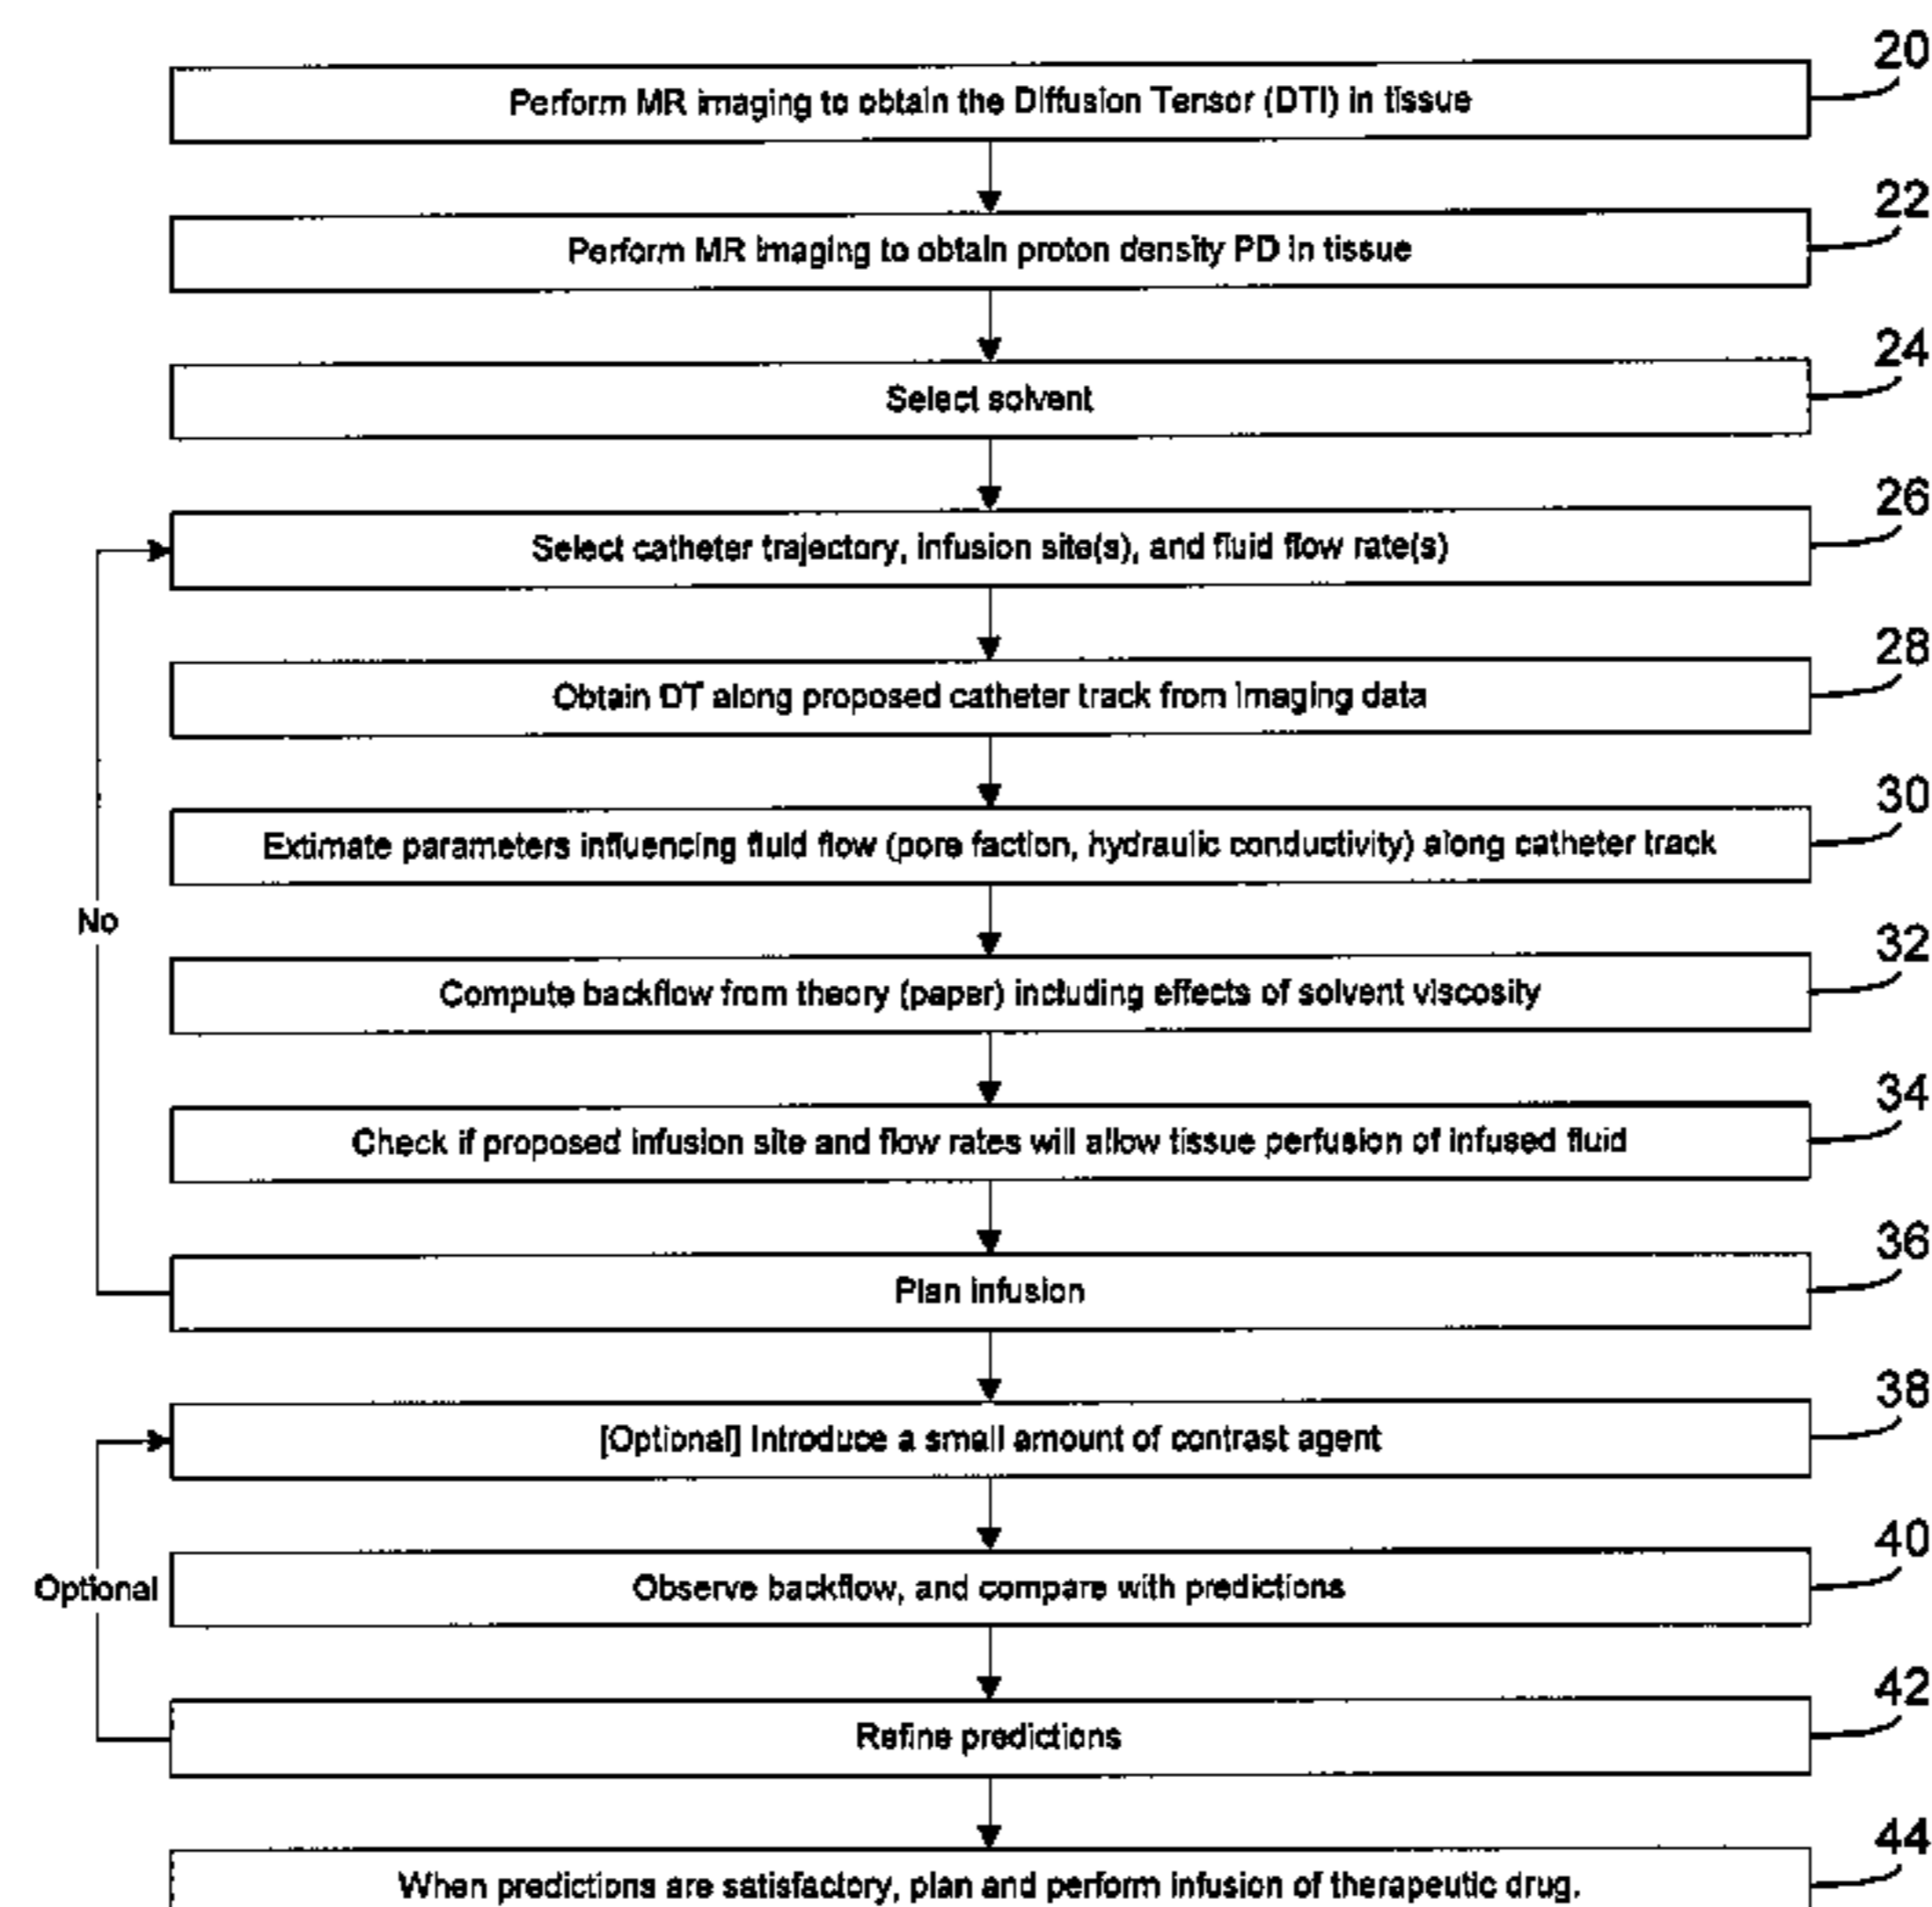 20
Perform MR imaging to obtain the Diffusion Tensor (DTI) in tissue
22
Perform MR imaging to obtain proton density PD in tissue
24
Select solvent
26
Select catheter trajectory, infusion site(s), and fluid flow rate(s)
28
Obtain DT along proposed catheter track from imaging data
30
Extimate parameters influencing fluid flow (pore faction, hydraulic conductivity) along catheter track
No
32
Compute backflow from theory (paper) including effects of solvent viscosity
34
Check if proposed infusion site and flow rates will allow tissue perfusion of infused fluid
36
Plan infusion
38
[Optional] Introduce a small amount of contrast agent
40
Observe backflow, and compare with predictions
Optional
42
Refine predictions
44
When predictions are satisfactory, plan and perform infusion of therapeutic drug.